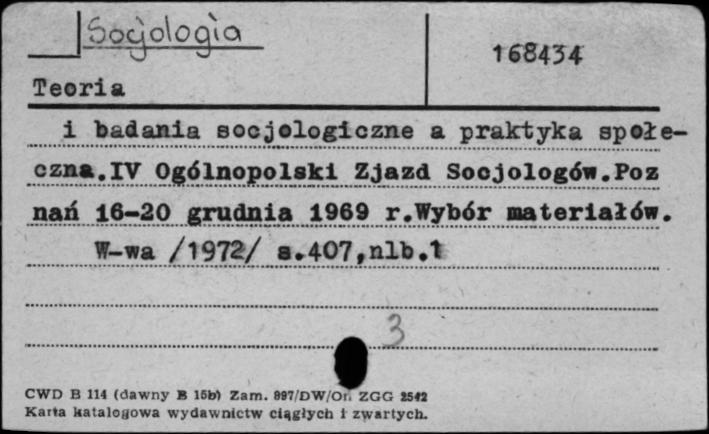 Socjologia
168434
Teoria
i badania socjologiczne a praktyka społe-
czna.IV Ogólnopolski Zjazd Socjologów.Poz
nań 16-20 grudnia 1969 r.Wybór materiałów.
W-wa /1972/ s.407,nlb.1
3
CWD B 114 (dawny B 15b) Zam. 897/DW/On ZGG 2542
Karta katalogowa wydawnictw ciągłych i zwartych.